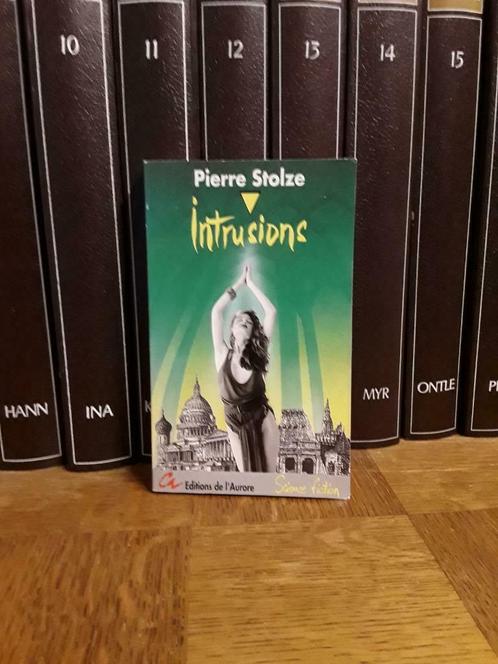 10
11
12
13
14
15
Pierre Stolze
Intrusions
HANN
INA
K
MYR
ONTLE
Editions de l'Aurore
Science fiction